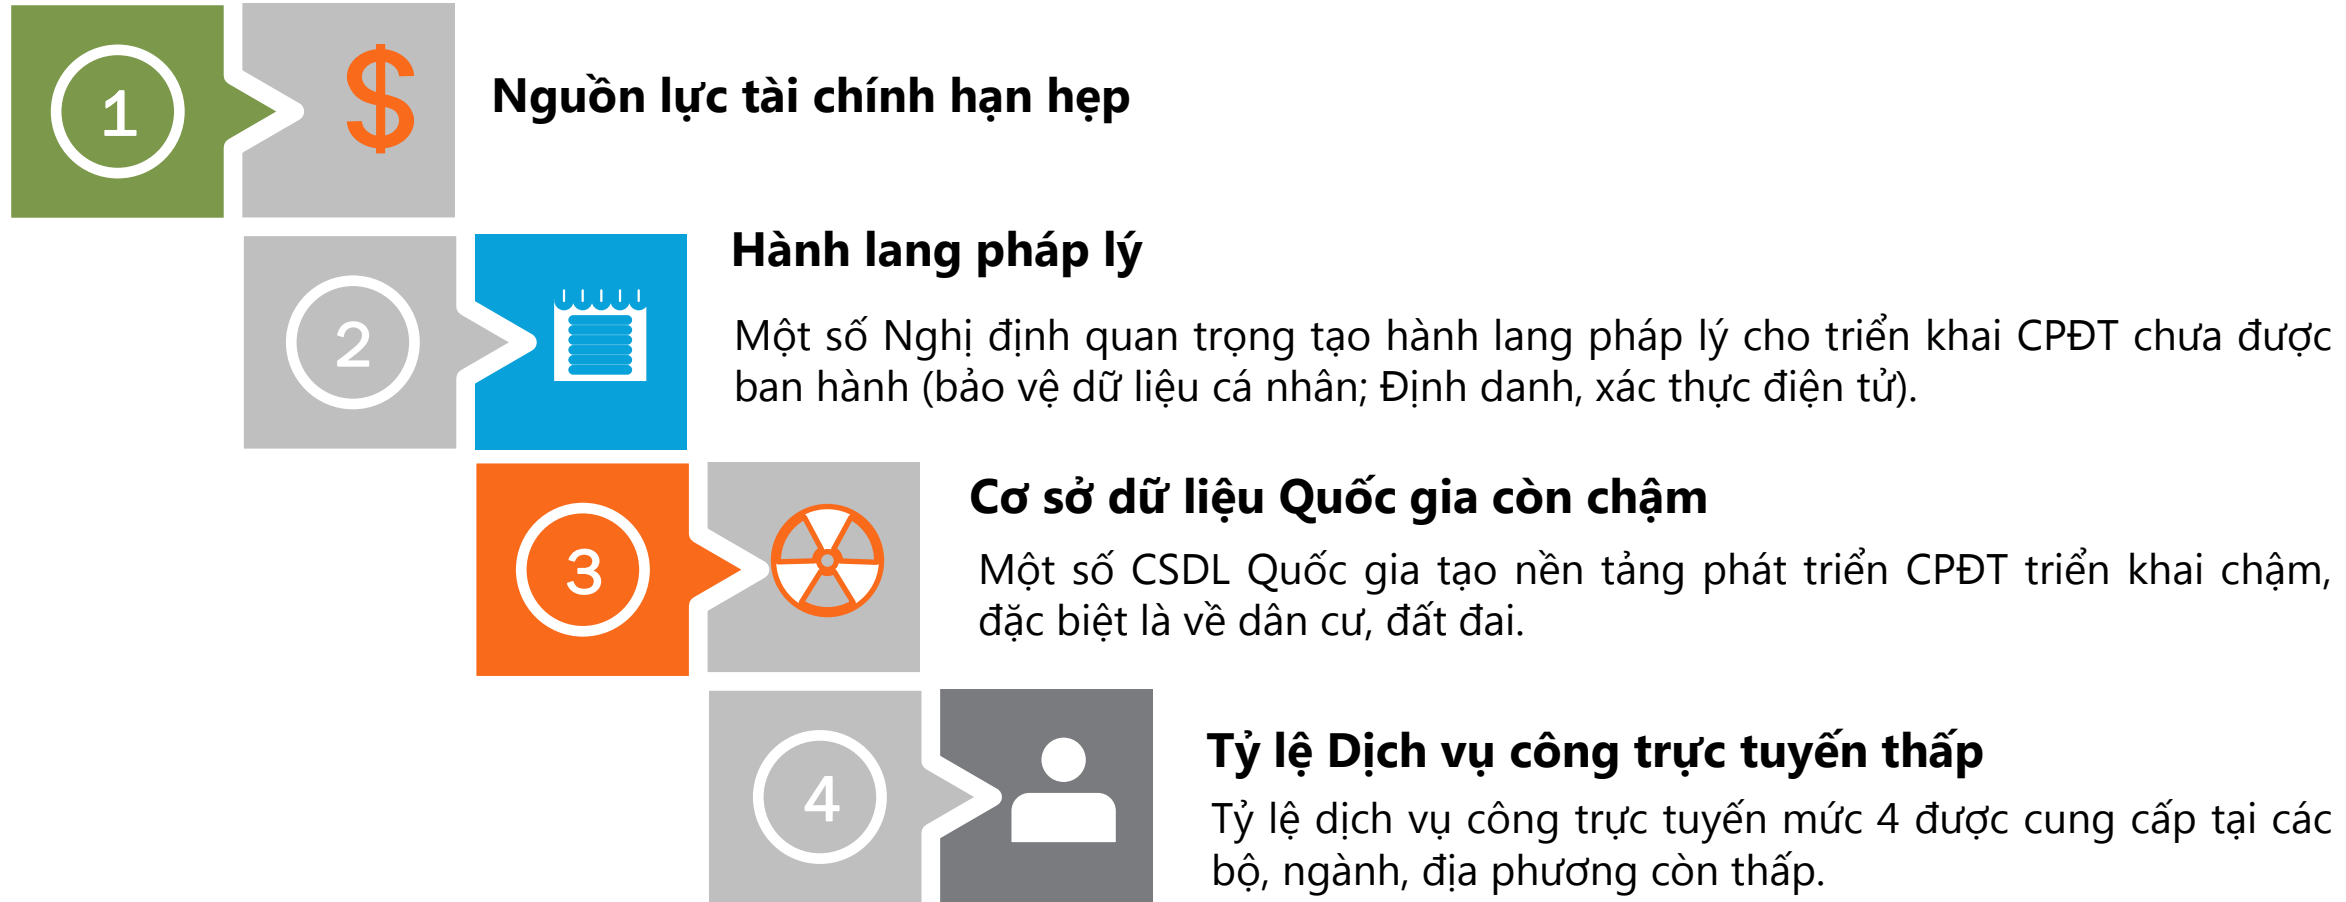 1
$
Nguồn lực tài chính hạn hẹp
2
Hành lang pháp lý
Một số Nghị định quan trọng tạo hành lang pháp lý cho triển khai CPĐT chưa được
ban hành (bảo vệ dữ liệu cá nhân; Định danh, xác thực điện tử).
3
Cơ sở dữ liệu Quốc gia còn chậm
Một số CSDL Quốc gia tạo nền tảng phát triển CPĐT triển khai chậm,
đặc biệt là về dân cư, đất đai.
4
Tỷ lệ Dịch vụ công trực tuyến thấp
Tỷ lệ dịch vụ công trực tuyến mức 4 được cung cấp tại các
bộ, ngành, địa phương còn thấp.